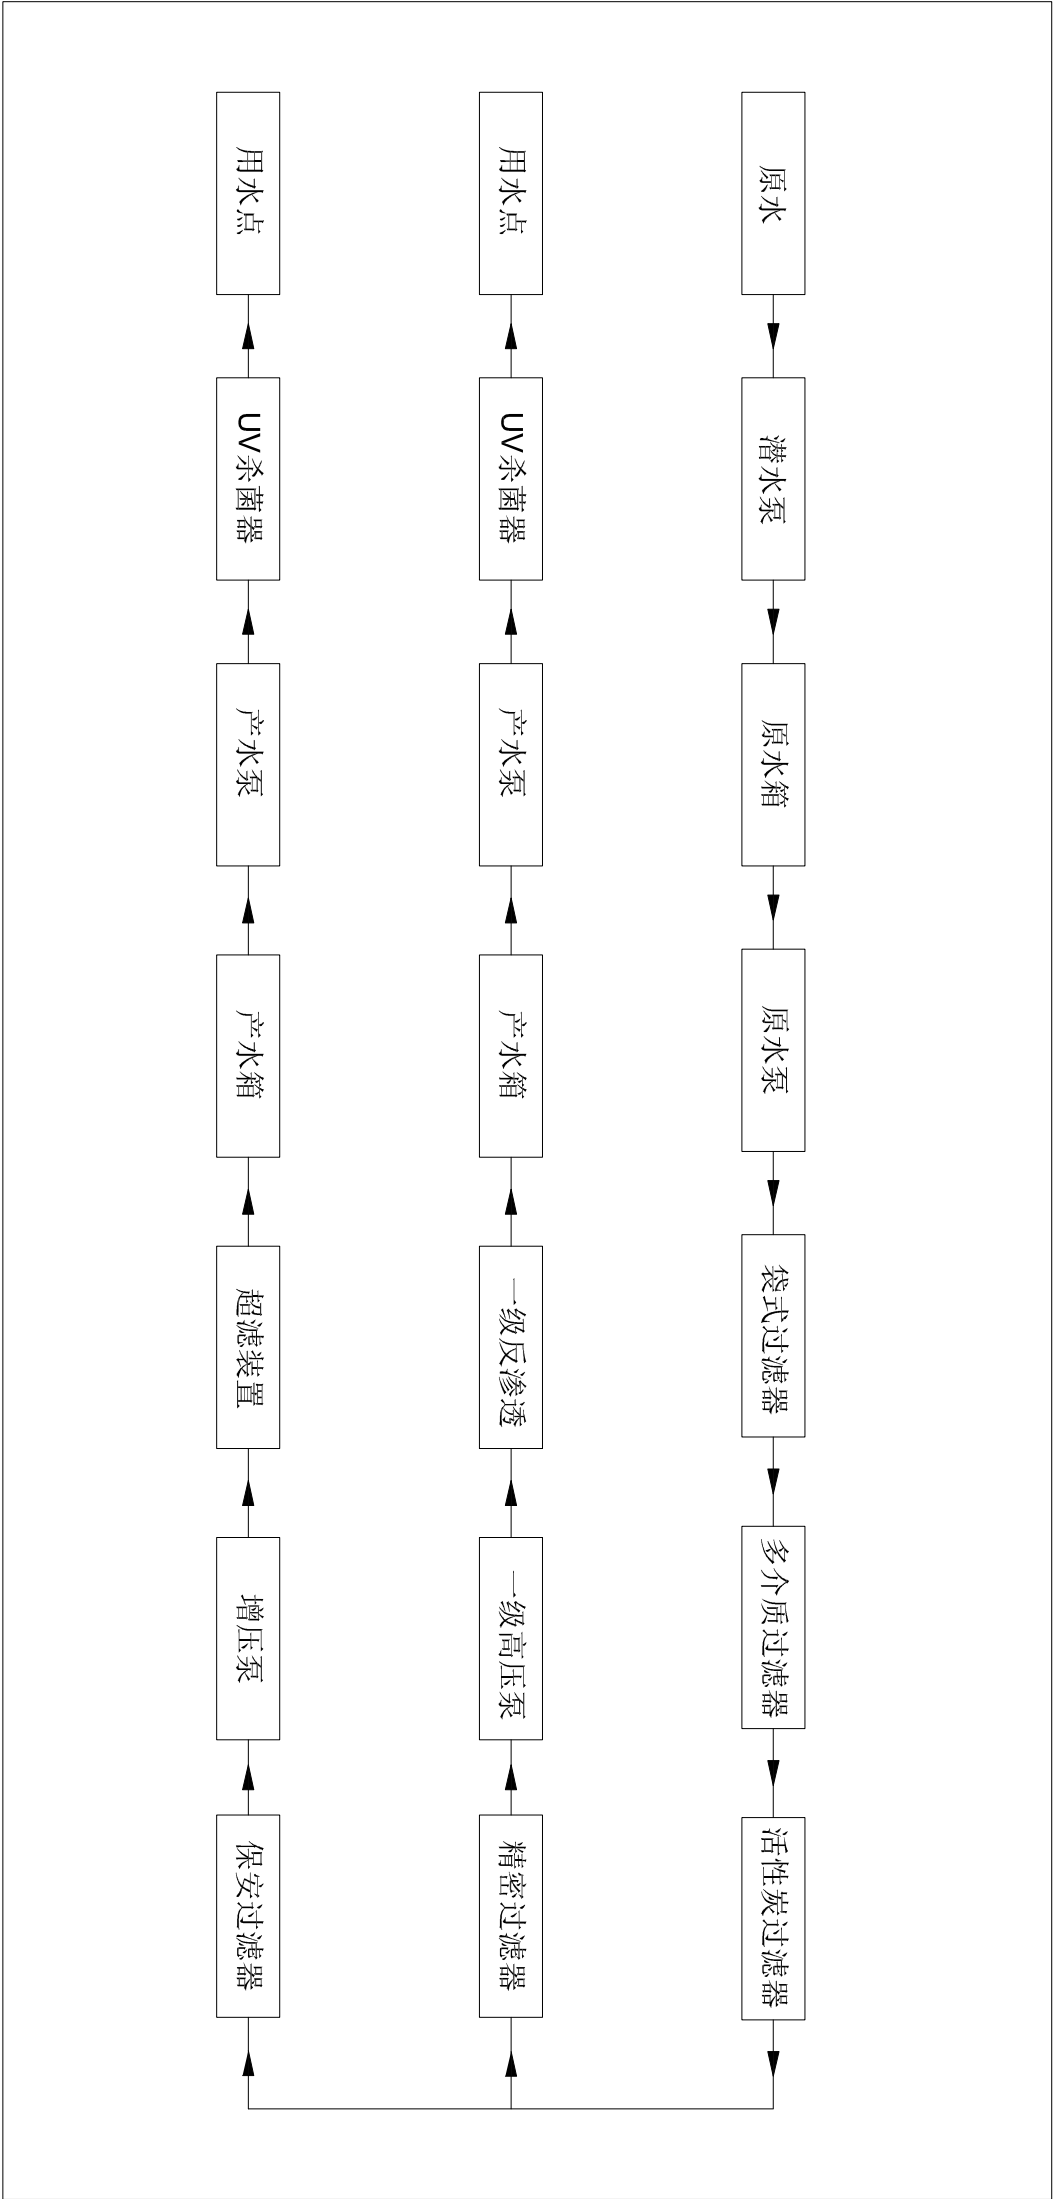 原水
潜水泵
原水箱
原水泵
袋式过滤器
多介质过滤器
活性炭过滤器
用水点
UV杀菌器
产水泵
产水箱
一级反渗透
一级高压泵
精密过滤器
用水点
UV杀菌器
产水泵
产水箱
超滤装置
增压泵
保安过滤器